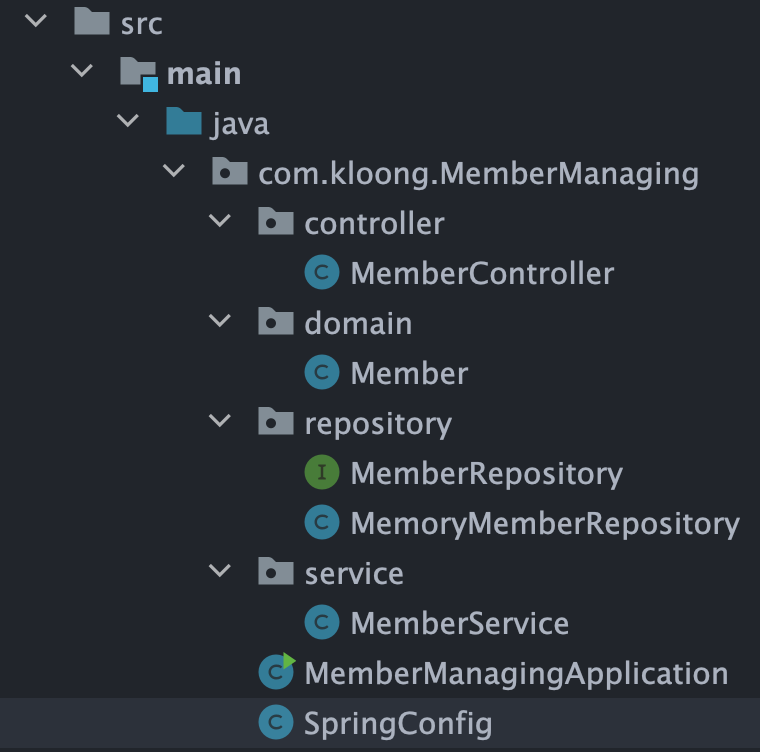 src
main
java
com.kloong.MemberManaging
controller
C MemberController
domain
C Member
repository
I MemberRepository
C MemoryMemberRepository
service
C MemberService
C MemberManagingApplication
C SpringConfig